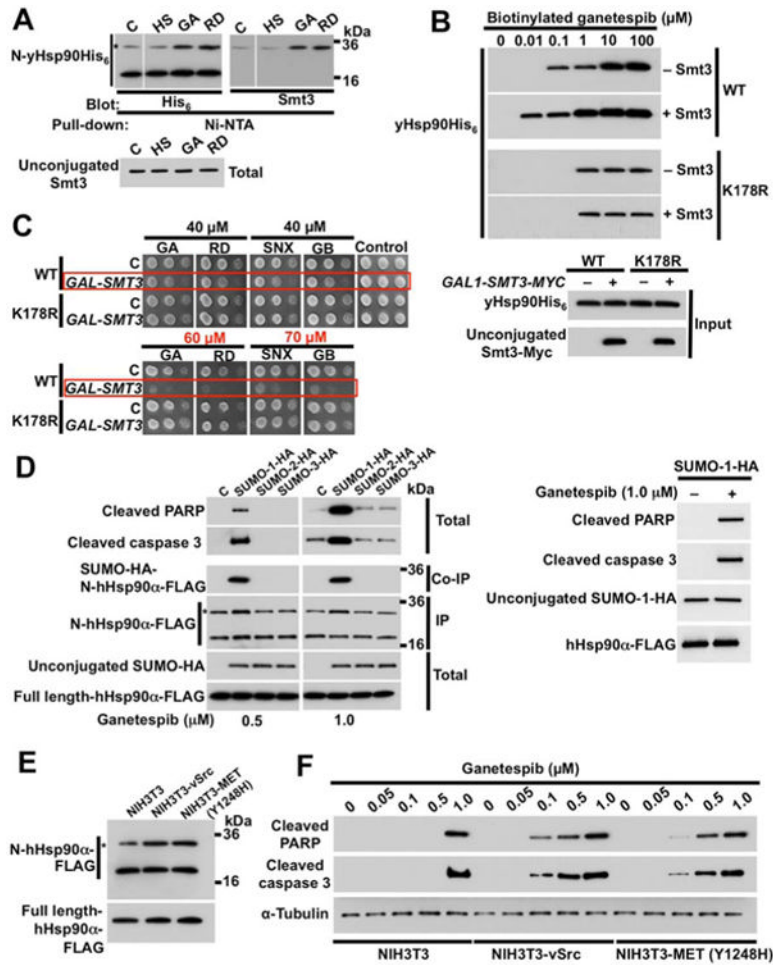 A
C HS GA RD
C HS GA RD
kDa
N-yHsp90His6
*
36
16
Blot: His6 Smt3
Pull-down: Ni-NTA
C HS GA RD
Unconjugated Smt3
Total
B
Biotinylated ganetespib (µM)
0 0.01 0.1 1 10 100
yHsp90His6
– Smt3
+ Smt3
WT
– Smt3
+ Smt3
K178R
WT K178R
GAL1-SMT3-MYC – + – +
yHsp90His6
Unconjugated Smt3-Myc
Input
C
40 µM 40 µM
GA RD SNX GB Control
WT
C
GAL-SMT3
K178R
C
GAL-SMT3
60 µM 70 µM
GA RD SNX GB
WT
C
GAL-SMT3
K178R
C
GAL-SMT3
D
C SUMO-1-HA SUMO-2-HA SUMO-3-HA
C SUMO-1-HA SUMO-2-HA SUMO-3-HA
kDa
Cleaved PARP
Cleaved caspase 3
Total
SUMO-HA-
N-hHsp90α-FLAG
36
Co-IP
N-hHsp90α-FLAG
*
36
16
IP
Unconjugated SUMO-HA
Full length-hHsp90α-FLAG
Total
Ganetespib (µM) 0.5 1.0
SUMO-1-HA
Ganetespib (1.0 µM) – +
Cleaved PARP
Cleaved caspase 3
Unconjugated SUMO-1-HA
hHsp90α-FLAG
E
NIH3T3
NIH3T3-vSrc
NIH3T3-MET
(Y1248H)
kDa
N-hHsp90α-
FLAG
*
36
16
Full length-
hHsp90α-
FLAG
F
Ganetespib (µM)
0 0.05 0.1 0.5 1.0 0 0.05 0.1 0.5 1.0 0 0.05 0.1 0.5 1.0
Cleaved
PARP
Cleaved
caspase 3
α-Tubulin
NIH3T3 NIH3T3-vSrc NIH3T3-MET (Y1248H)